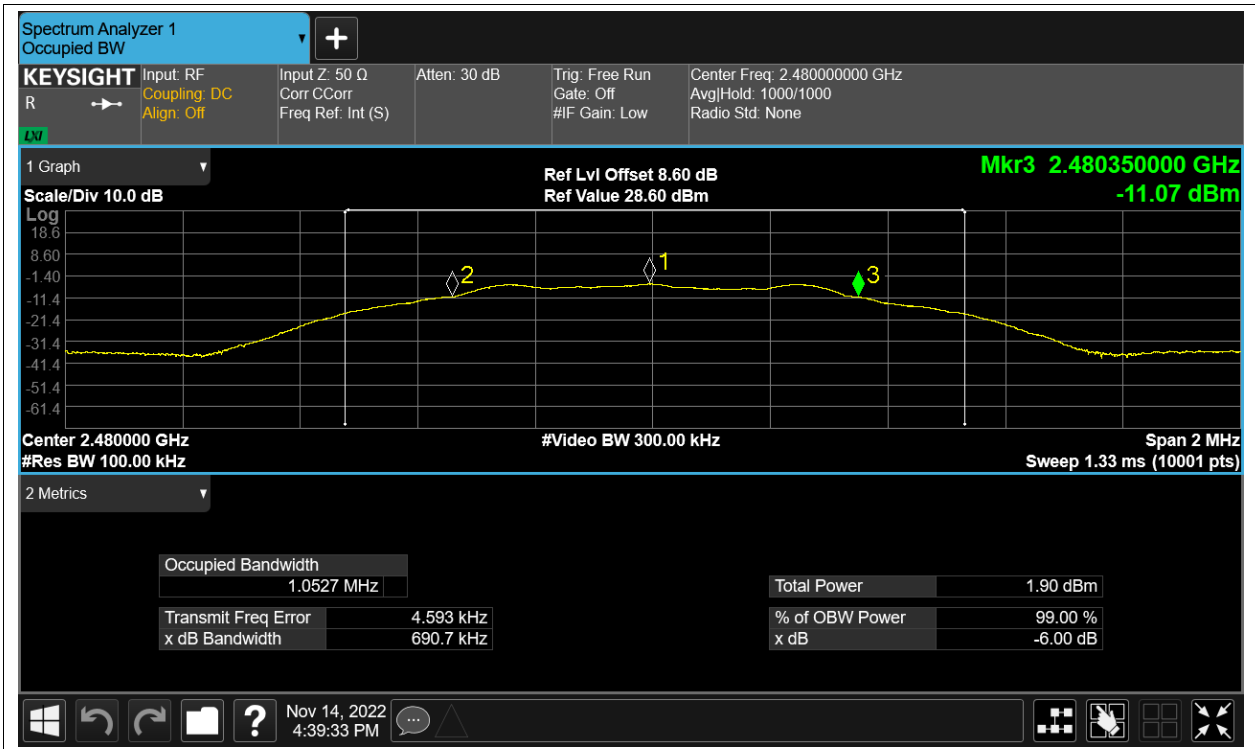 Spectrum Analyzer 1
Occupied BW
KEYSIGHT Input: RF Input Z: 50 Ω Atten: 30 dB Trig: Free Run Center Freq: 2.480000000 GHz
R Coupling: DC Corr CCorr Gate: Off Avg|Hold: 1000/1000
Align: Off Freq Ref: Int (S) #IF Gain: Low Radio Std: None
LXI
1 Graph Mkr3 2.480350000 GHz
Ref Lvl Offset 8.60 dB
Scale/Div 10.0 dB Ref Value 28.60 dBm -11.07 dBm
Log
18.6
8.60
-1.40
-11.4
-21.4
-31.4
-41.4
-51.4
-61.4
2 1 3
Center 2.480000 GHz #Video BW 300.00 kHz Span 2 MHz
#Res BW 100.00 kHz Sweep 1.33 ms (10001 pts)
2 Metrics
Occupied Bandwidth
1.0527 MHz Total Power 1.90 dBm
Transmit Freq Error 4.593 kHz % of OBW Power 99.00 %
x dB Bandwidth 690.7 kHz x dB -6.00 dB
? Nov 14, 2022
4:39:33 PM